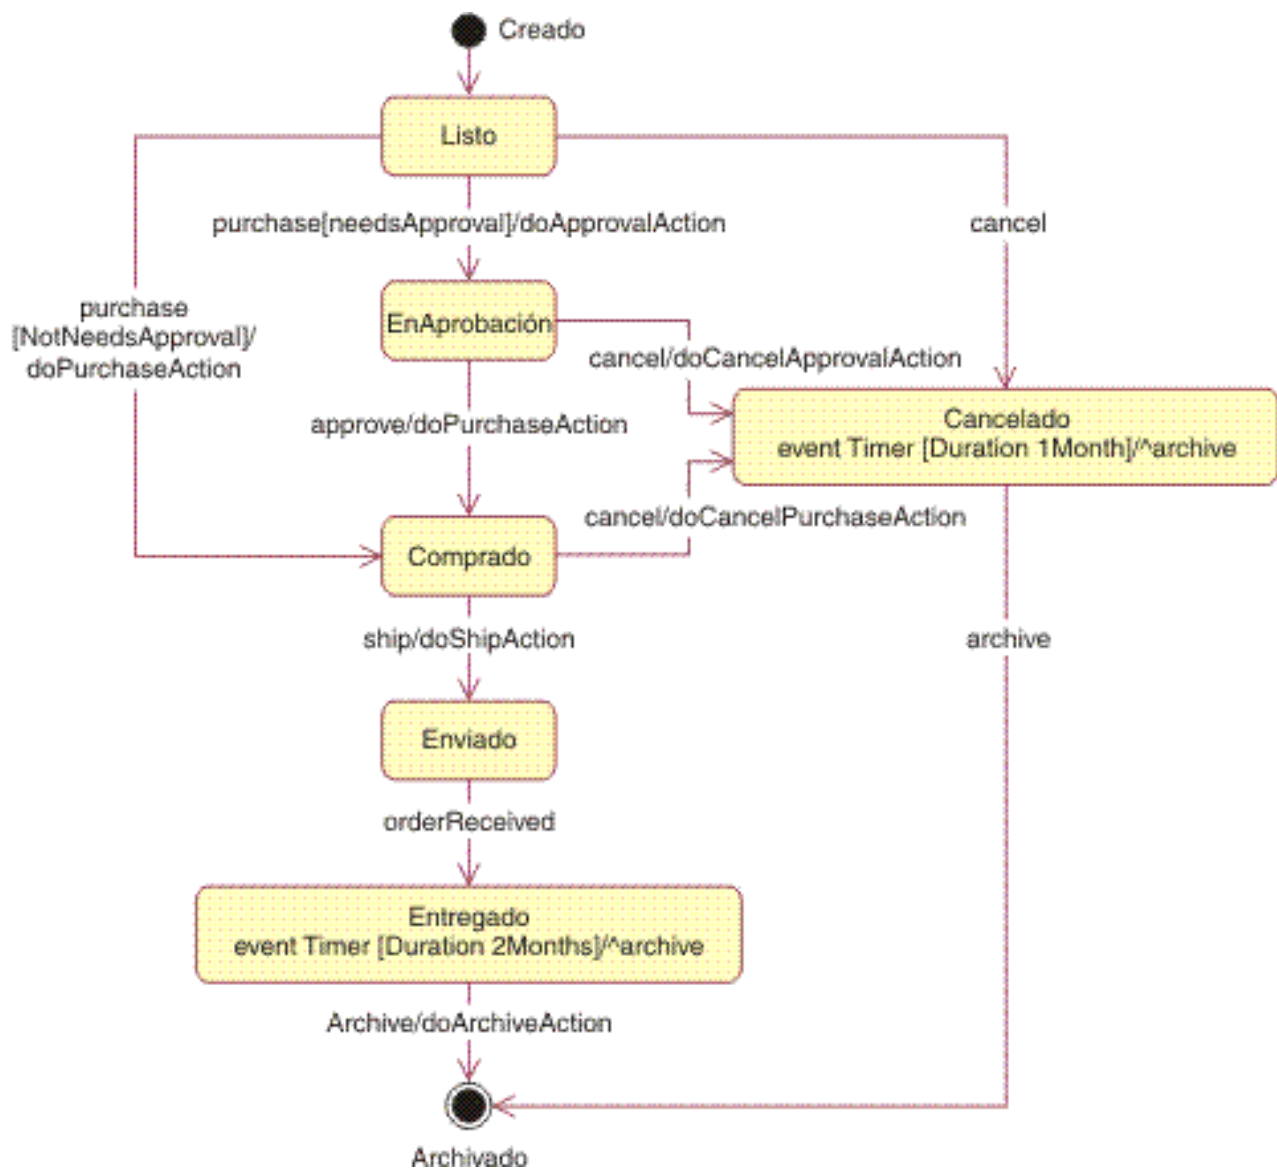 Creado
Listo
purchase[needsApproval]/doApprovalAction
cancel
purchase
[NotNeedsApproval]/
doPurchaseAction
EnAprobación
cancel/doCancelApprovalAction
approve/doPurchaseAction
Cancelado
event Timer [Duration 1Month]/^archive
cancel/doCancelPurchaseAction
Comprado
ship/doShipAction
archive
Enviado
orderReceived
Entregado
event Timer [Duration 2Months]/^archive
Archive/doArchiveAction
Archivado